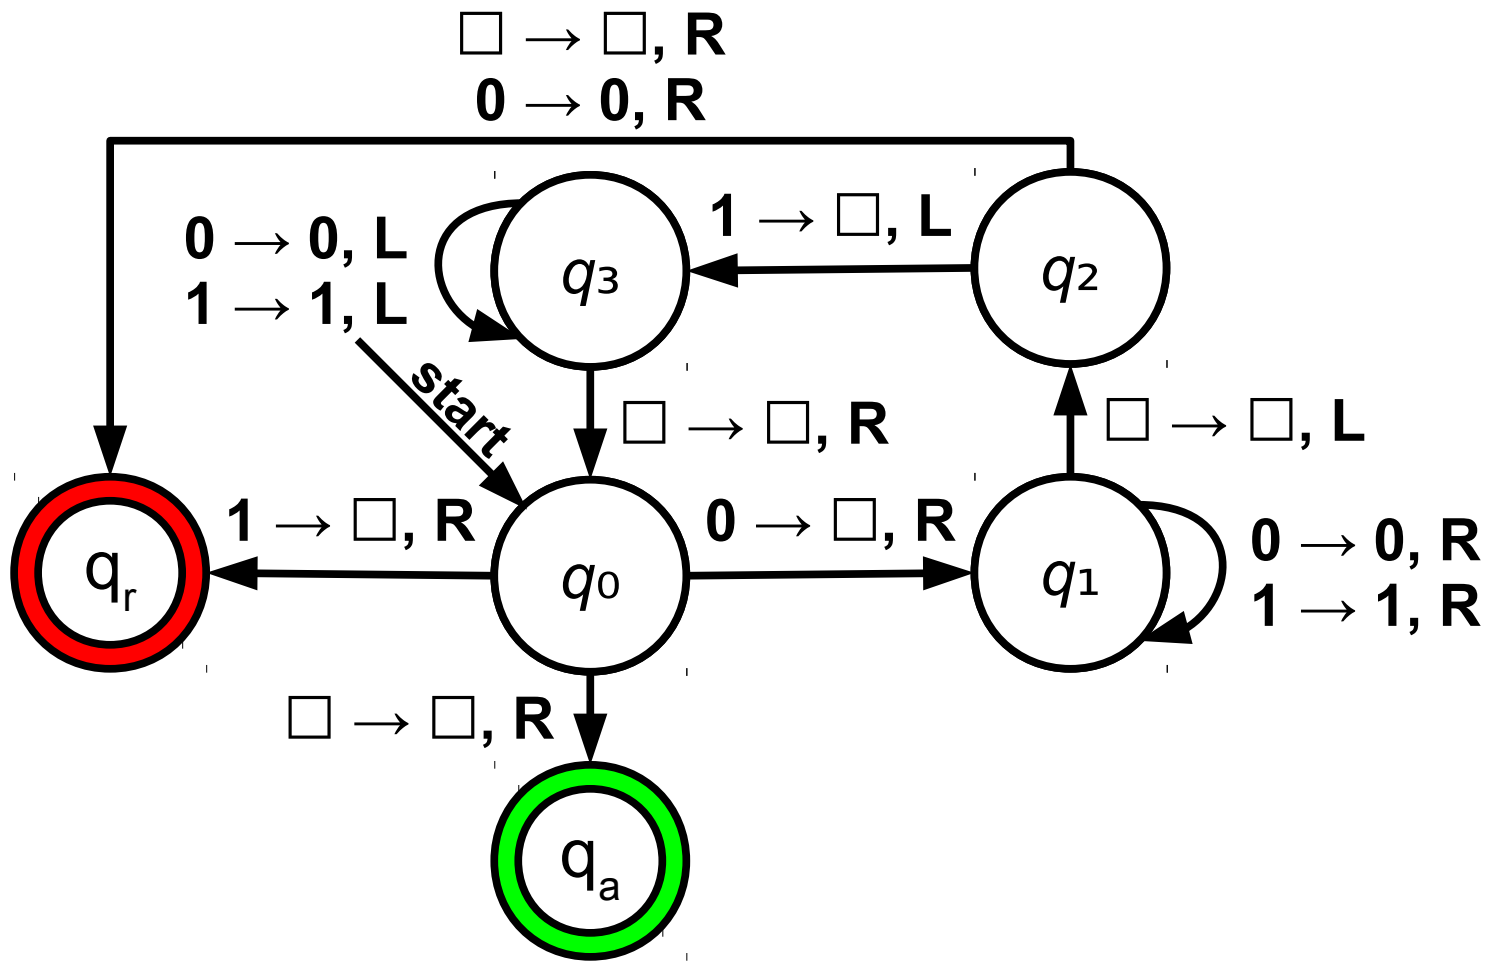 □ → □, R
0 → 0, R
0 → 0, L
1 → 1, L
start
q3
1 → □, L
q2
□ → □, R
□ → □, L
qr
1 → □, R
q0
0 → □, R
q1
0 → 0, R
1 → 1, R
□ → □, R
qa